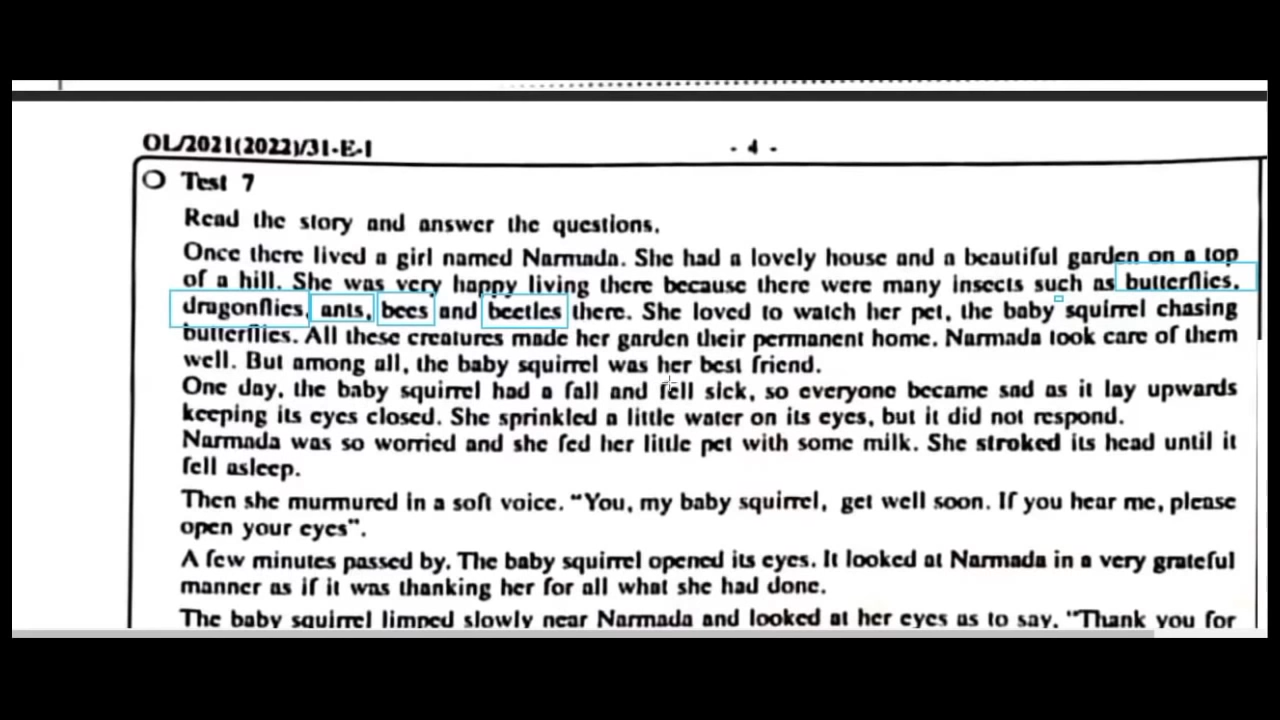 OL/2021(2022)/31-E-I - 4 -
Test 7
Read the story and answer the questions.
Once there lived a girl named Narmada. She had a lovely house and a beautiful garden on a top
of a hill. She was very happy living there because there were many insects such as butterflies,
dragonflies, ants, bees and beetles there. She loved to watch her pet, the baby squirrel chasing
butterflies. All these creatures made her garden their permanent home. Narmada took care of them
well. But among all, the baby squirrel was her best friend.
One day, the baby squirrel had a fall and fell sick, so everyone became sad as it lay upwards
keeping its eyes closed. She sprinkled a little water on its eyes, but it did not respond.
Narmada was so worried and she fed her little pet with some milk. She stroked its head until it
fell asleep.
Then she murmured in a soft voice. "You, my baby squirrel, get well soon. If you hear me, please
open your eyes".
A few minutes passed by. The baby squirrel opened its eyes. It looked at Narmada in a very grateful
manner as if it was thanking her for all what she had done.
The baby squirrel limped slowly near Narmada and looked at her eyes as to say. "Thank you for